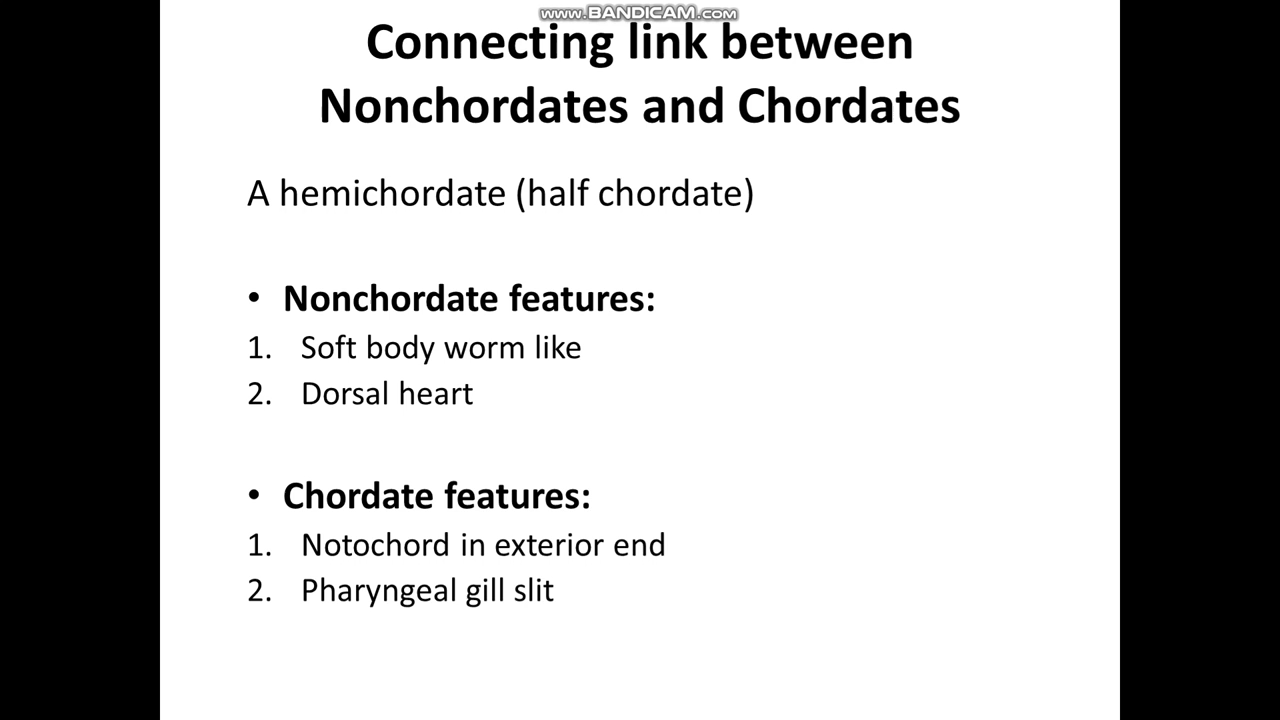 www.BANDICAM.com
Connecting link between
Nonchordates and Chordates
A hemichordate (half chordate)
• Nonchordate features:
1. Soft body worm like
2. Dorsal heart
• Chordate features:
1. Notochord in exterior end
2. Pharyngeal gill slit